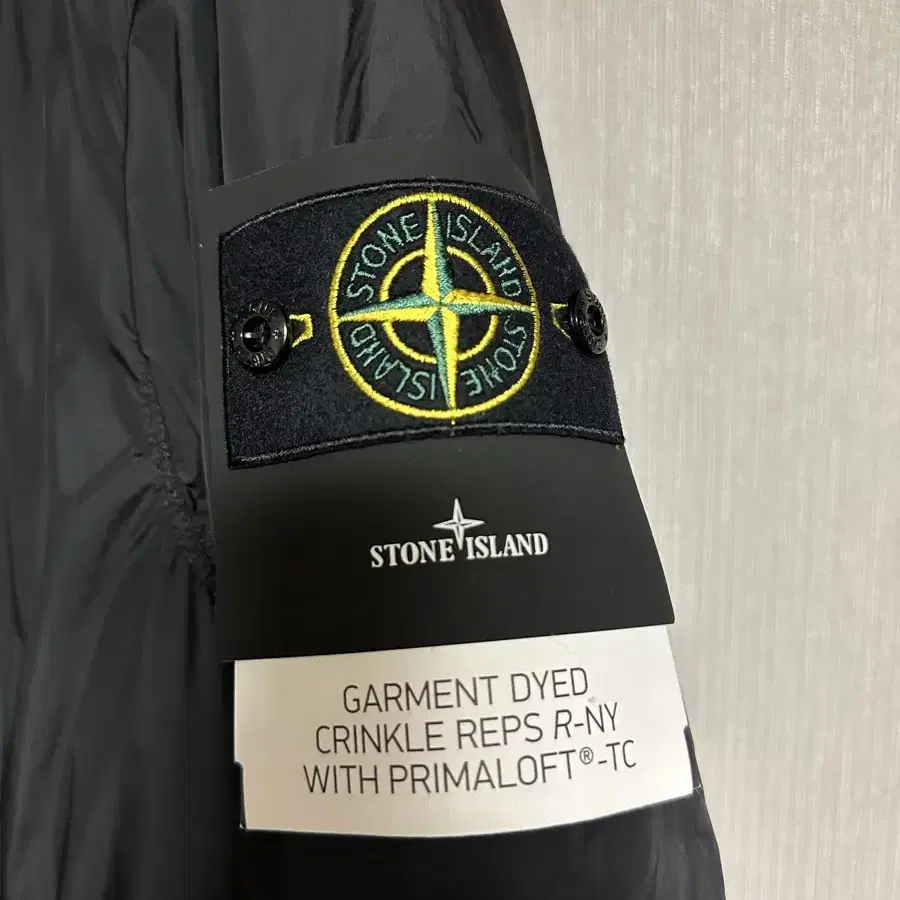 STONE ISLAND
STONE ISLAND
STONE ISLAND
GARMENT DYED
CRINKLE REPS R-NY
WITH PRIMALOFT®-TC